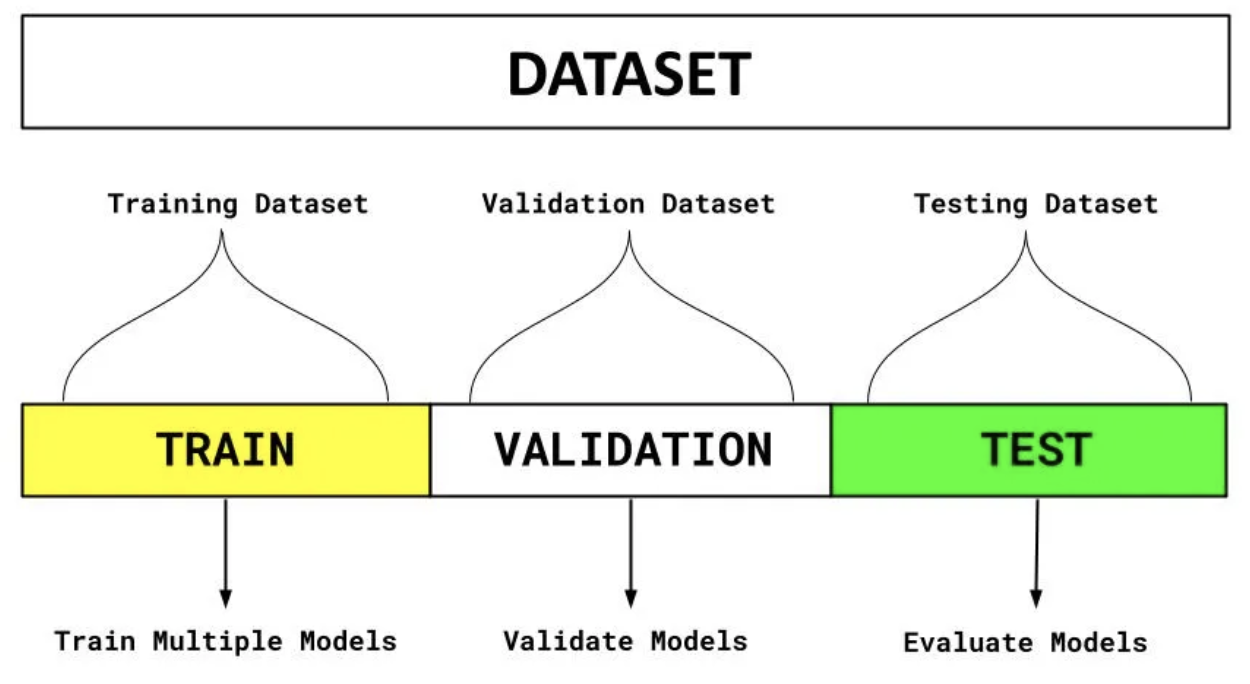 DATASET
Training Dataset
Validation Dataset
Testing Dataset
TRAIN
VALIDATION
TEST
Train Multiple Models
Validate Models
Evaluate Models